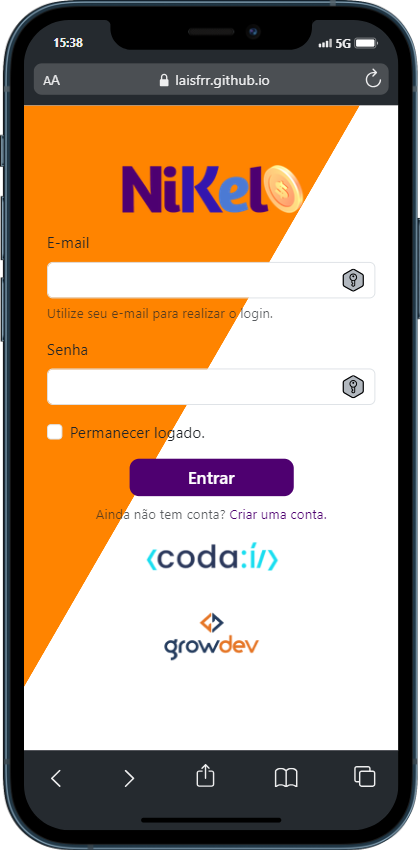 15:38
5G
AA
laisfrr.github.io
NiKelo
E-mail
Utilize seu e-mail para realizar o login.
Senha
Permanecer logado.
Entrar
Ainda não tem conta? Criar uma conta.
<coda:í/>
growdev